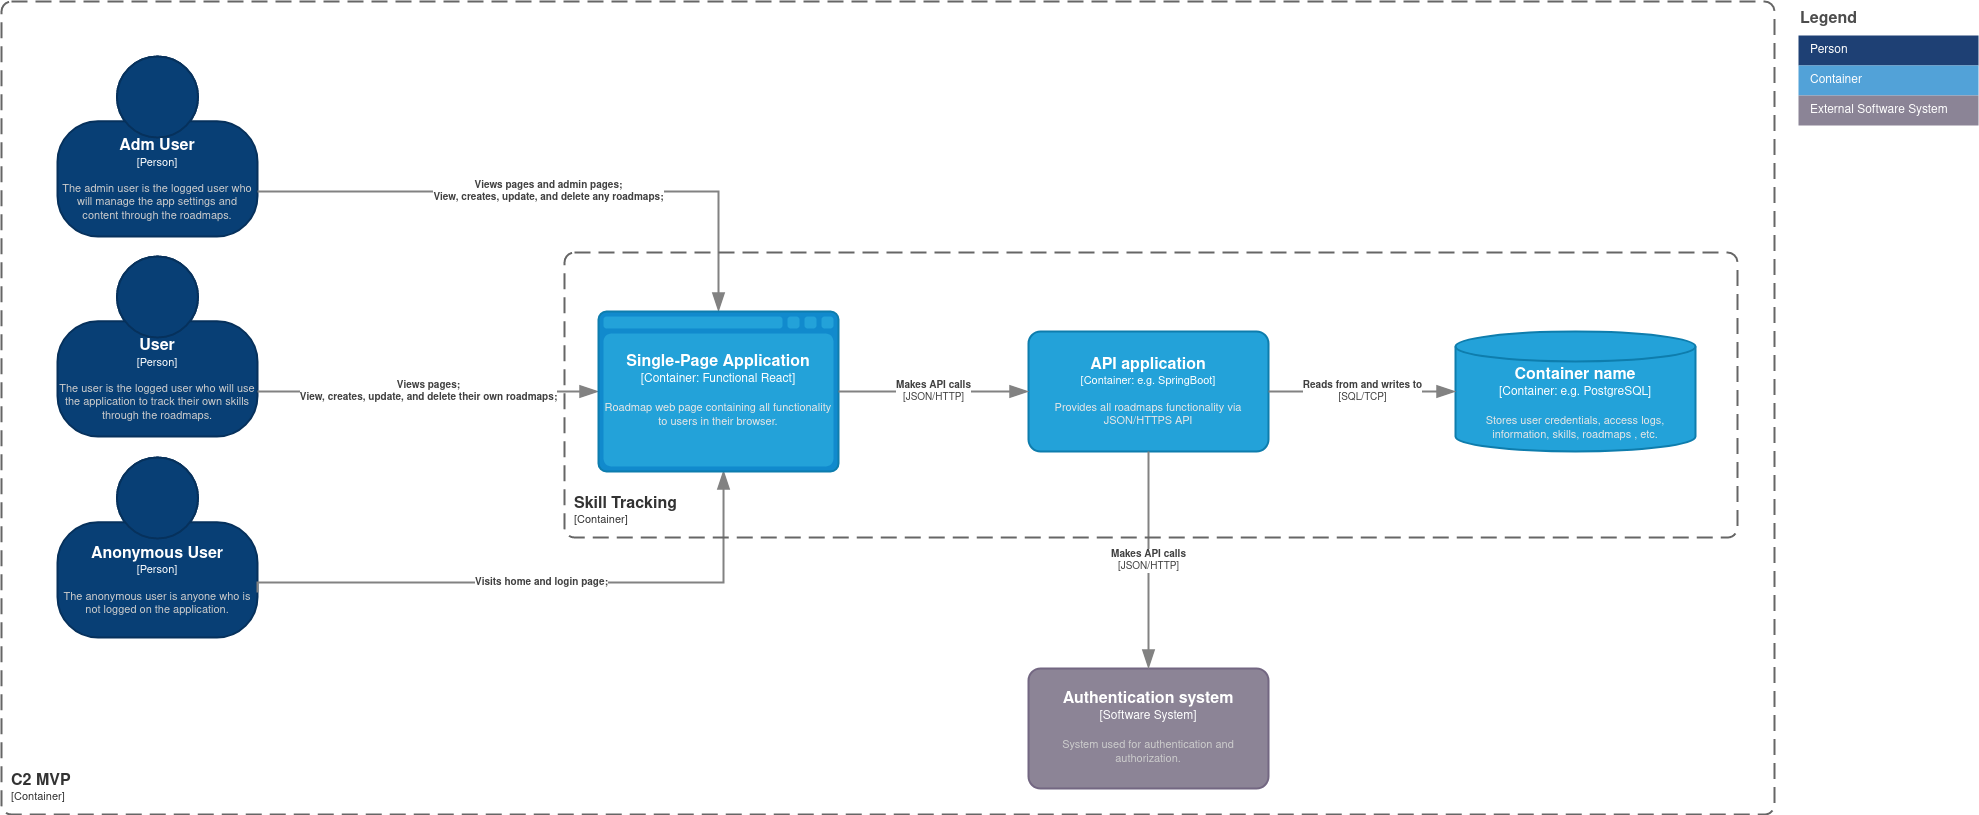 Legend
Person
Container
External Software System
Adm User
[Person]
The admin user is the logged user who
will manage the app settings and
content through the roadmaps.
Views pages and admin pages;
View, creates, update, and delete any roadmaps;
User
[Person]
The user is the logged user who will use
the application to track their own skills
through the roadmaps.
Views pages;
View, creates, update, and delete their own roadmaps;
Single-Page Application
[Container: Functional React]
Roadmap web page containing all functionality
to users in their browser.
Makes API calls
[JSON/HTTP]
API application
[Container: e.g. SpringBoot]
Provides all roadmaps functionality via
JSON/HTTPS API
Reads from and writes to
[SQL/TCP]
Container name
[Container: e.g. PostgreSQL]
Stores user credentials, access logs,
information, skills, roadmaps , etc.
Skill Tracking
[Container]
Anonymous User
[Person]
The anonymous user is anyone who is
not logged on the application.
Visits home and login page;
Makes API calls
[JSON/HTTP]
Authentication system
[Software System]
System used for authentication and
authorization.
C2 MVP
[Container]